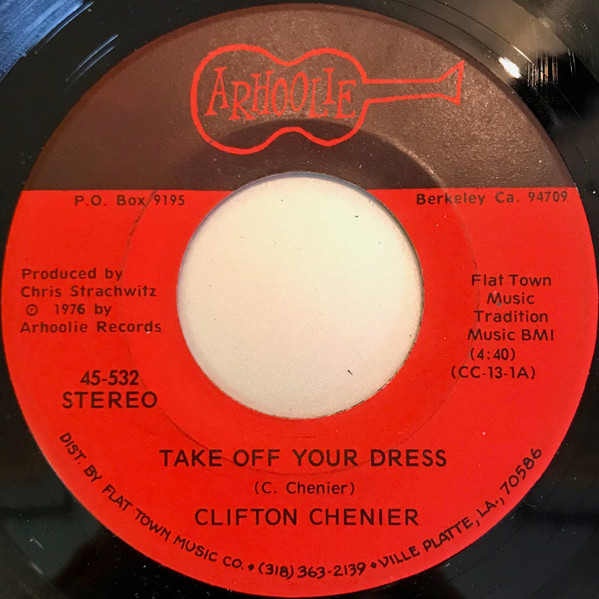 ARHOOLIE
P.O. Box 9195
Berkeley Ca. 94709
Produced by
Chris Strachwitz
© 1976 by
Arhoolie Records
45-532
STEREO
Flat Town
Music
Tradition
Music BMI
(4:40)
(CC-13-1A)
TAKE OFF YOUR DRESS
(C. Chenier)
CLIFTON CHENIER
DIST. BY FLAT TOWN MUSIC CO. • (318) 363-2139 • VILLE PLATTE, LA., 70586